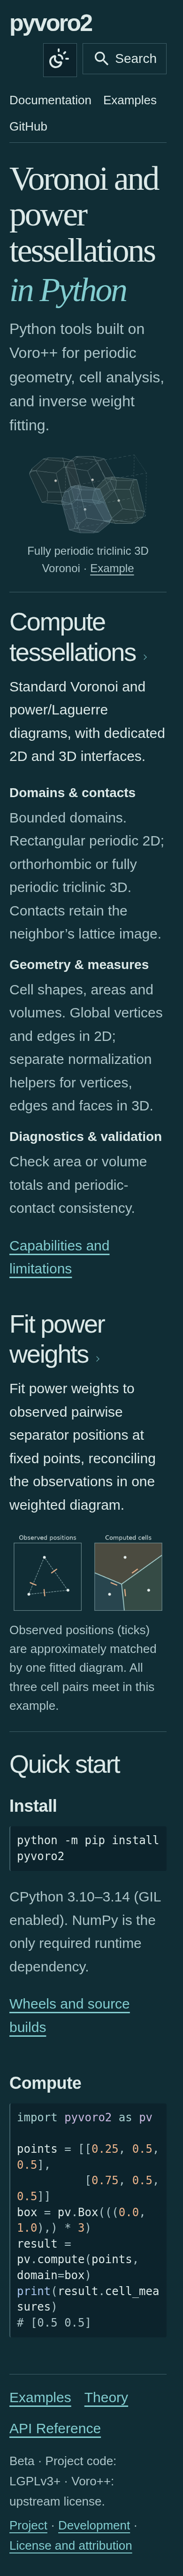 pyvoro2
Search
Documentation Examples
GitHub
Voronoi and
power
tessellations
in Python
Python tools built on
Voro++ for periodic
geometry, cell analysis,
and inverse weight
fitting.
Fully periodic triclinic 3D
Voronoi · Example
Compute
tessellations ›
Standard Voronoi and
power/Laguerre
diagrams, with dedicated
2D and 3D interfaces.
Domains & contacts
Bounded domains.
Rectangular periodic 2D;
orthorhombic or fully
periodic triclinic 3D.
Contacts retain the
neighbor’s lattice image.
Geometry & measures
Cell shapes, areas and
volumes. Global vertices
and edges in 2D;
separate normalization
helpers for vertices,
edges and faces in 3D.
Diagnostics & validation
Check area or volume
totals and periodic-
contact consistency.
Capabilities and
limitations
Fit power
weights ›
Fit power weights to
observed pairwise
separator positions at
fixed points, reconciling
the observations in one
weighted diagram.
Observed positions Computed cells
Observed positions (ticks)
are approximately matched
by one fitted diagram. All
three cell pairs meet in this
example.
Quick start
Install
python -m pip install
pyvoro2
CPython 3.10–3.14 (GIL
enabled). NumPy is the
only required runtime
dependency.
Wheels and source
builds
Compute
import pyvoro2 as pv
points = [[0.25, 0.5,
0.5],
[0.75, 0.5,
0.5]]
box = pv.Box(((0.0,
1.0),) * 3)
result =
pv.compute(points,
domain=box)
print(result.cell_mea
sures)
# [0.5 0.5]
Examples Theory
API Reference
Beta · Project code:
LGPLv3+ · Voro++:
upstream license.
Project · Development ·
License and attribution